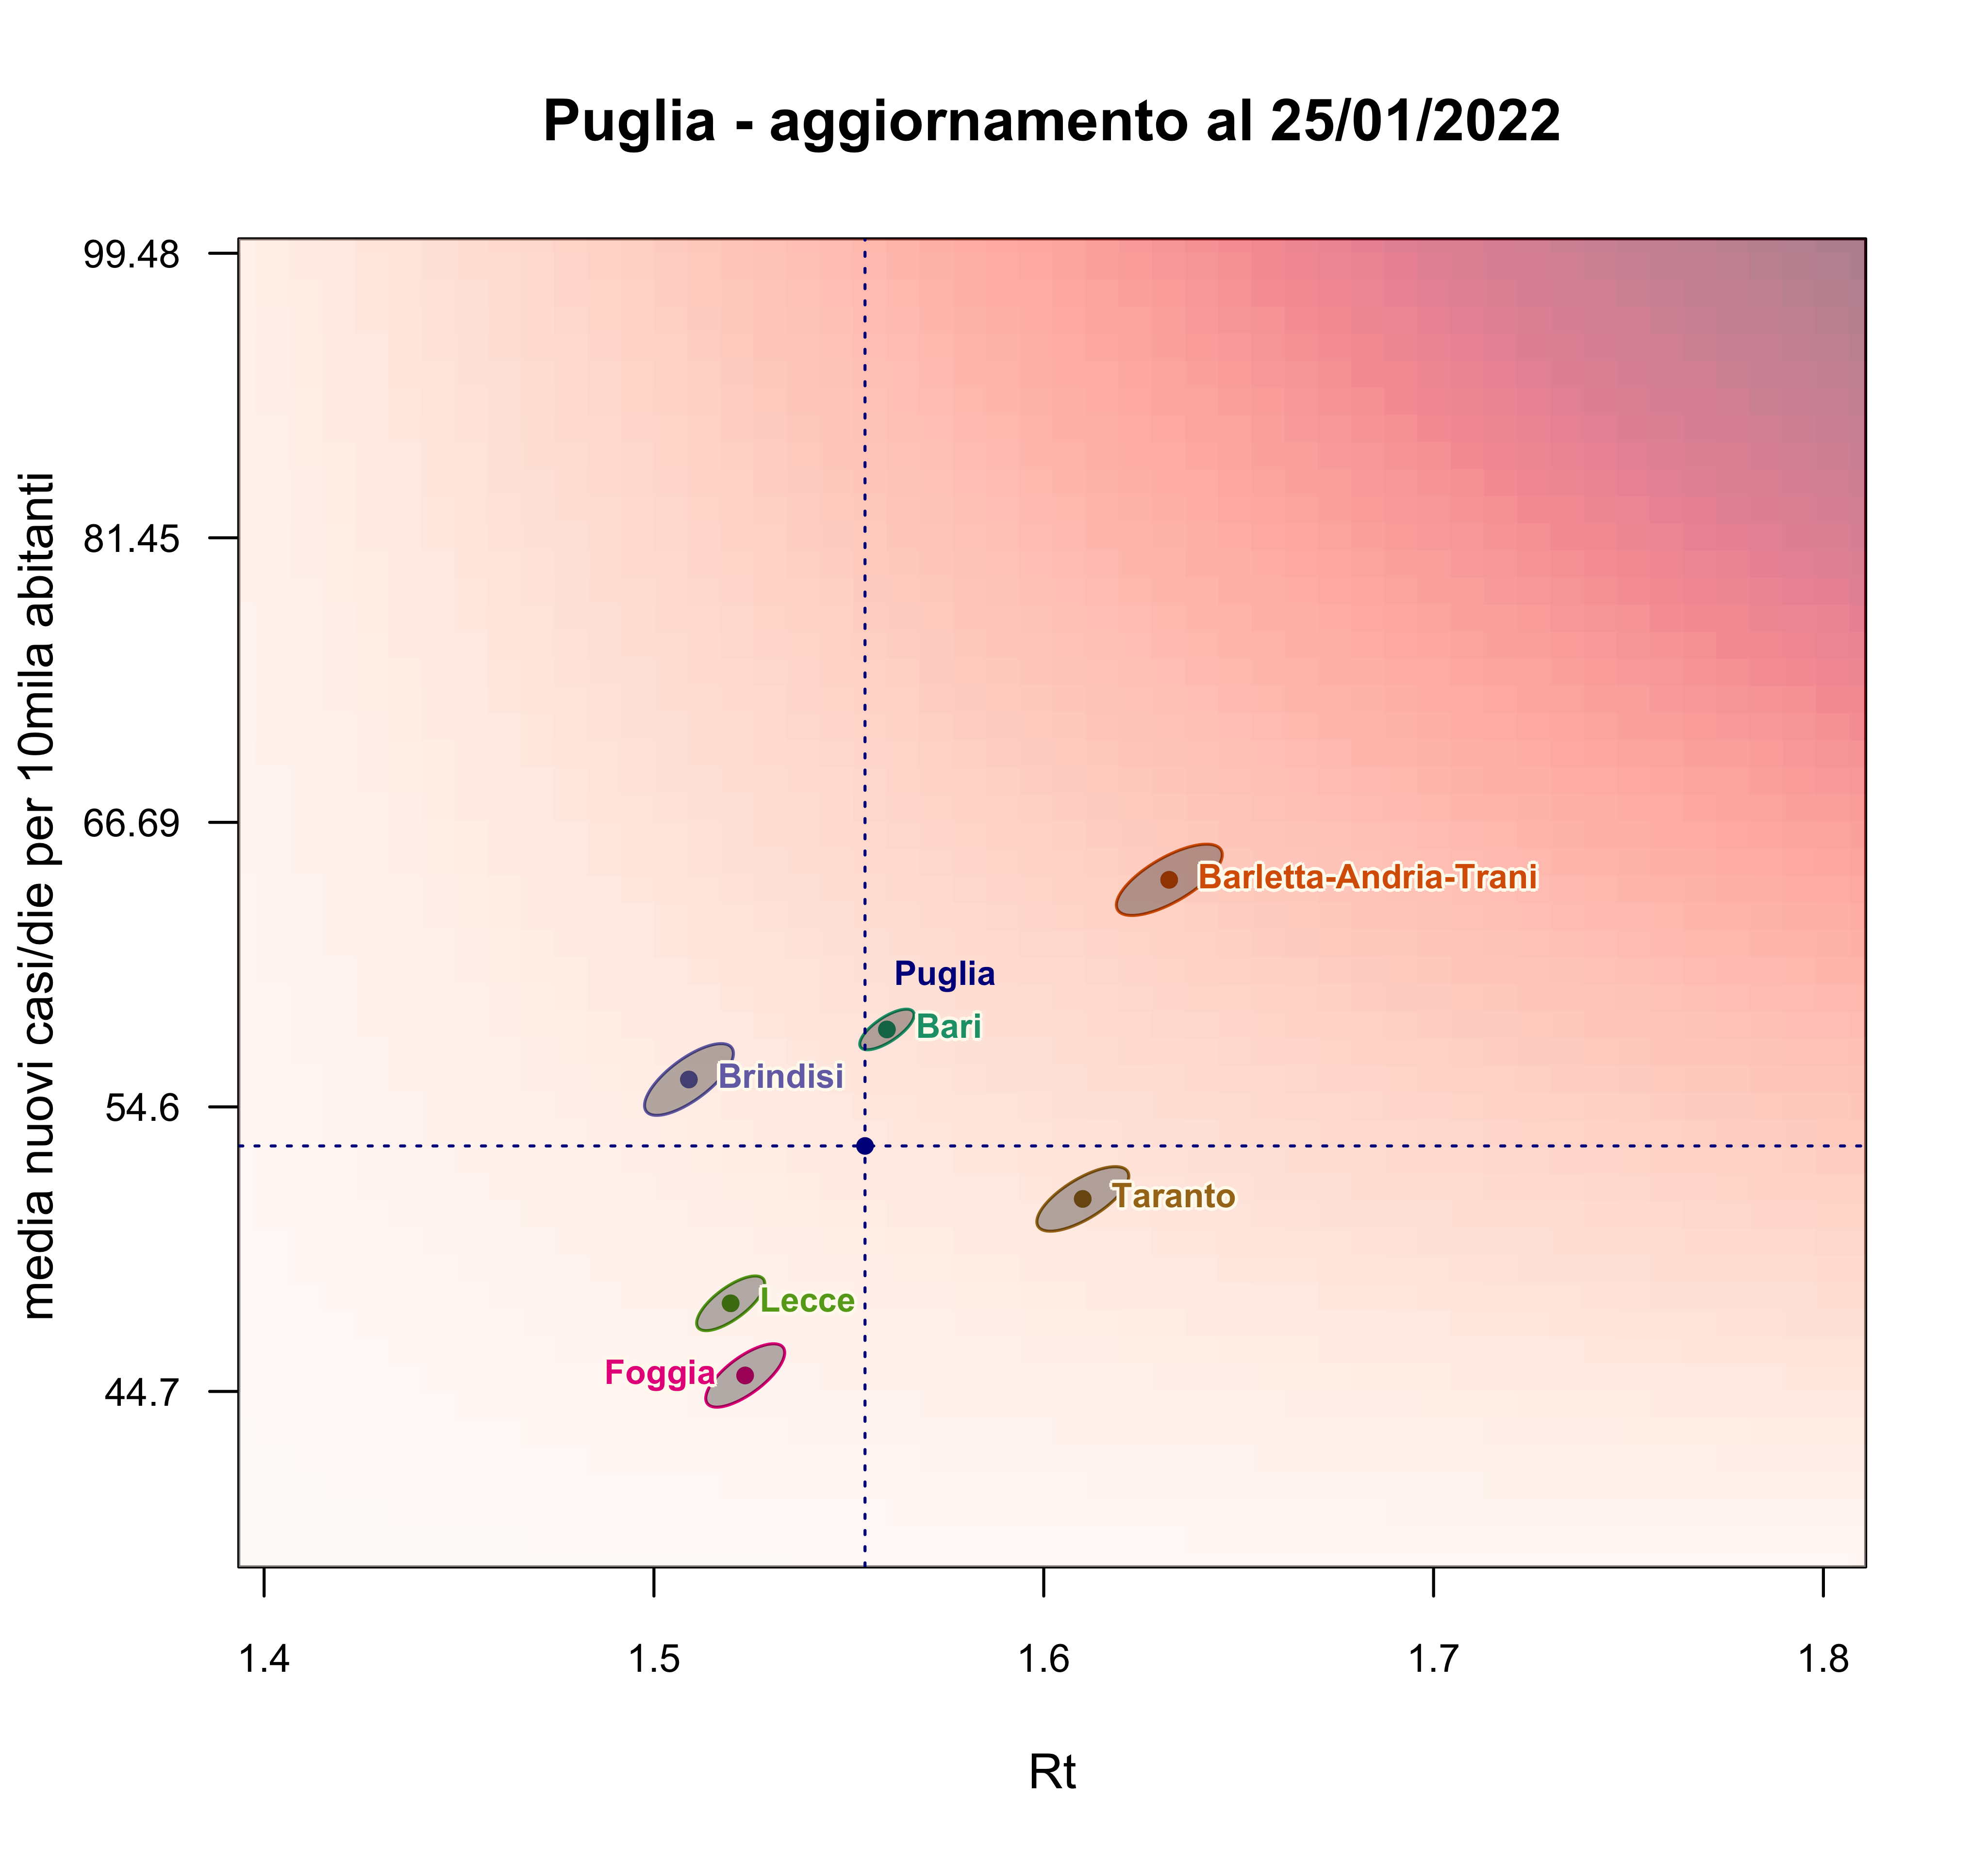 Puglia - aggiornamento al 25/01/2022
media nuovi casi/die per 10mila abitanti
99.48
81.45
66.69
54.6
44.7
Barletta-Andria-Trani
Puglia
Bari
Brindisi
Taranto
Lecce
Foggia
1.4
1.5
1.6
1.7
1.8
Rt